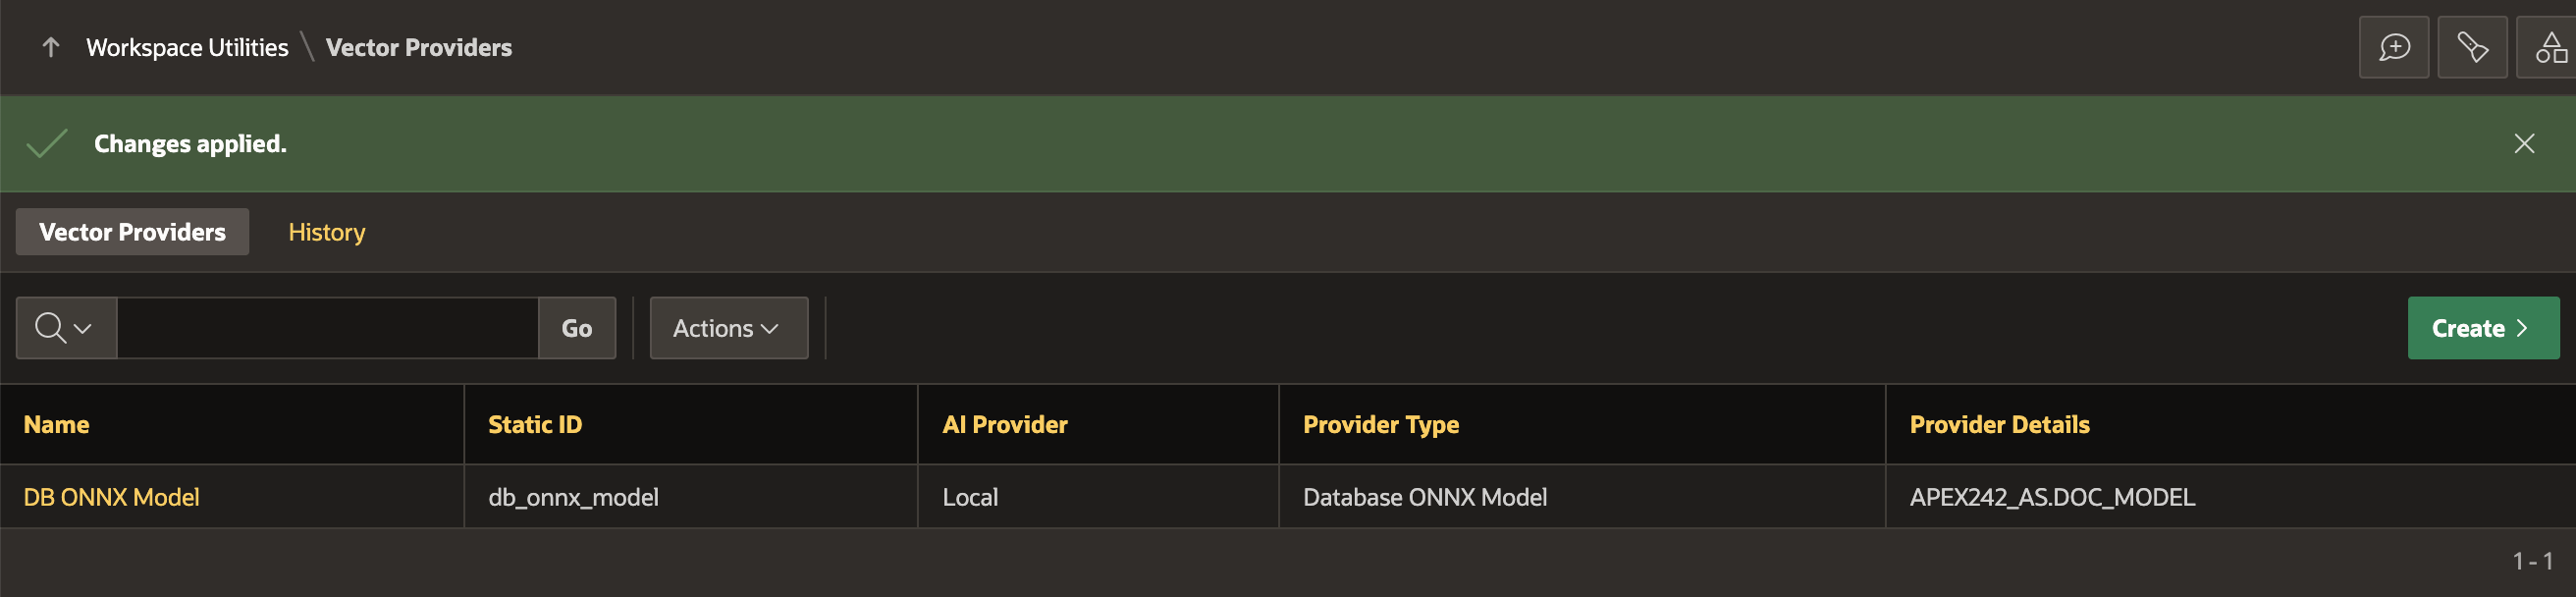 Workspace Utilities \ Vector Providers
Changes applied.
Vector Providers History
Go Actions Create
Name Static ID AI Provider Provider Type Provider Details
DB ONNX Model db_onnx_model Local Database ONNX Model APEX242_AS.DOC_MODEL
1 - 1